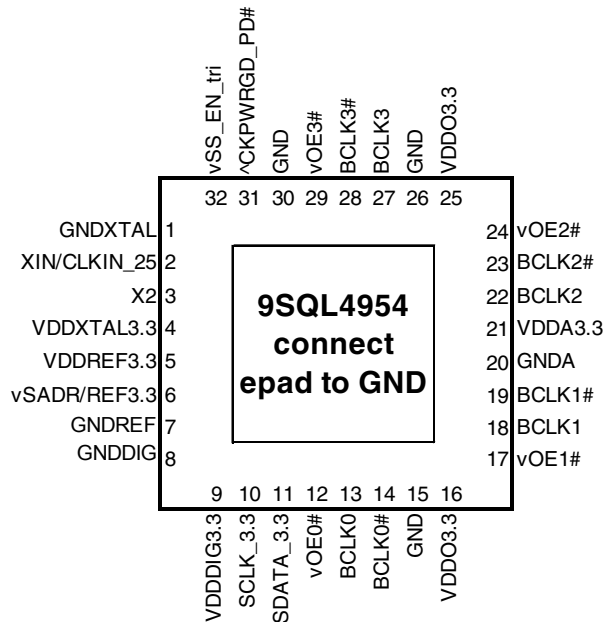 vSS_EN_tri
^CKPWRGD_PD#
GND
vOE3#
BCLK3#
BCLK3
GND
VDDO3.3
32 31 30 29 28 27 26 25
GNDXTAL 1
XIN/CLKIN_25 2
X2 3
VDDXTAL3.3 4
VDDREF3.3 5
vSADR/REF3.3 6
GNDREF 7
GNDDIG 8
9SQL4954
connect
epad to GND
24 vOE2#
23 BCLK2#
22 BCLK2
21 VDDA3.3
20 GNDA
19 BCLK1#
18 BCLK1
17 vOE1#
9 10 11 12 13 14 15 16
VDDDIG3.3
SCLK_3.3
SDATA_3.3
vOE0#
BCLK0
BCLK0#
GND
VDDO3.3